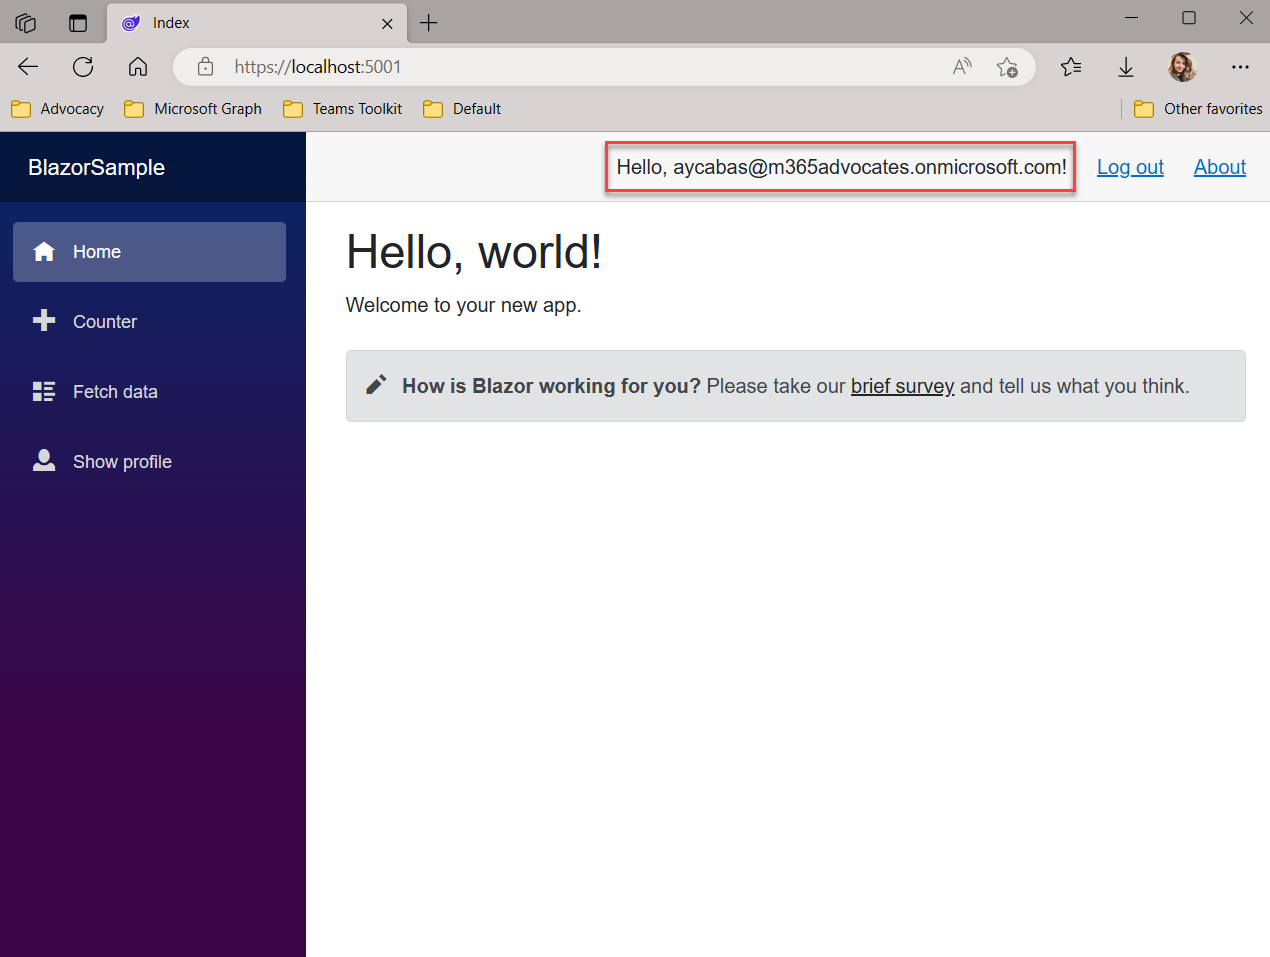 Index
https://localhost:5001
Advocacy
Microsoft Graph
Teams Toolkit
Default
Other favorites
BlazorSample
Hello, aycabas@m365advocates.onmicrosoft.com!
Log out
About
Home
Counter
Fetch data
Show profile
Hello, world!
Welcome to your new app.
How is Blazor working for you? Please take our brief survey and tell us what you think.